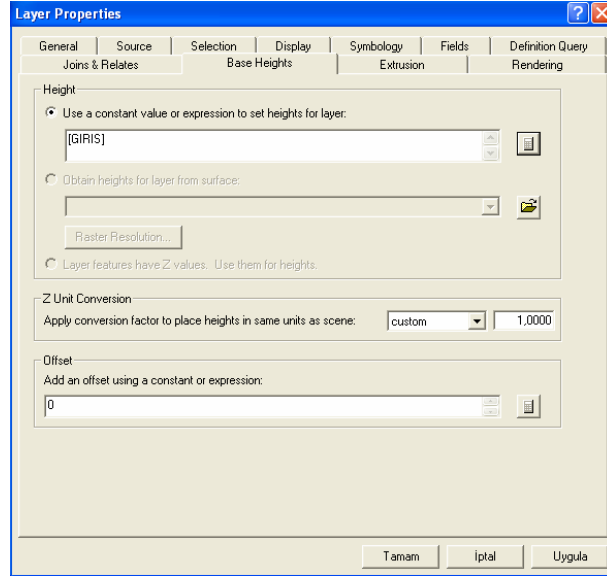 Layer Properties
General Source Selection Display Symbology Fields Definition Query
Joins & Relates Base Heights Extrusion Rendering
Height
Use a constant value or expression to set heights for layer:
[GIRIS]
Obtain heights for layer from surface:
Raster Resolution...
Layer features have Z values. Use them for heights.
Z Unit Conversion
Apply conversion factor to place heights in same units as scene: custom 1,0000
Offset
Add an offset using a constant or expression:
0
Tamam İptal Uygula